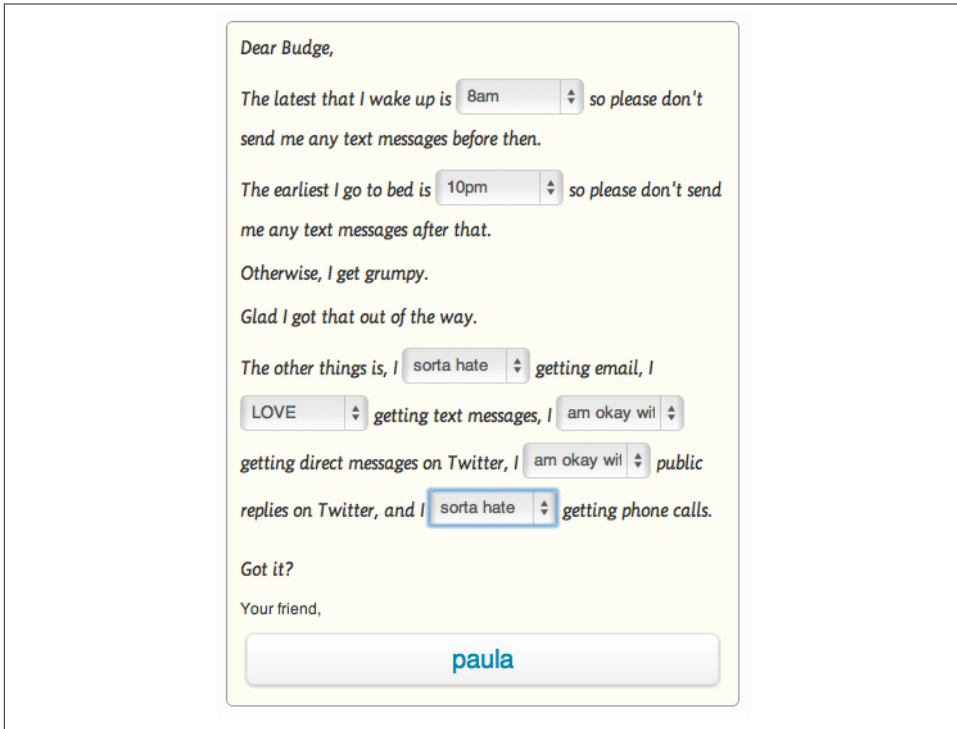 Dear Budge,
The latest that I wake up is 8am so please don't
send me any text messages before then.
The earliest I go to bed is 10pm so please don't send
me any text messages after that.
Otherwise, I get grumpy.
Glad I got that out of the way.
The other things is, I sorta hate getting email, I
LOVE getting text messages, I am okay wit
getting direct messages on Twitter, I am okay wit public
replies on Twitter, and I sorta hate getting phone calls.
Got it?
Your friend,
paula